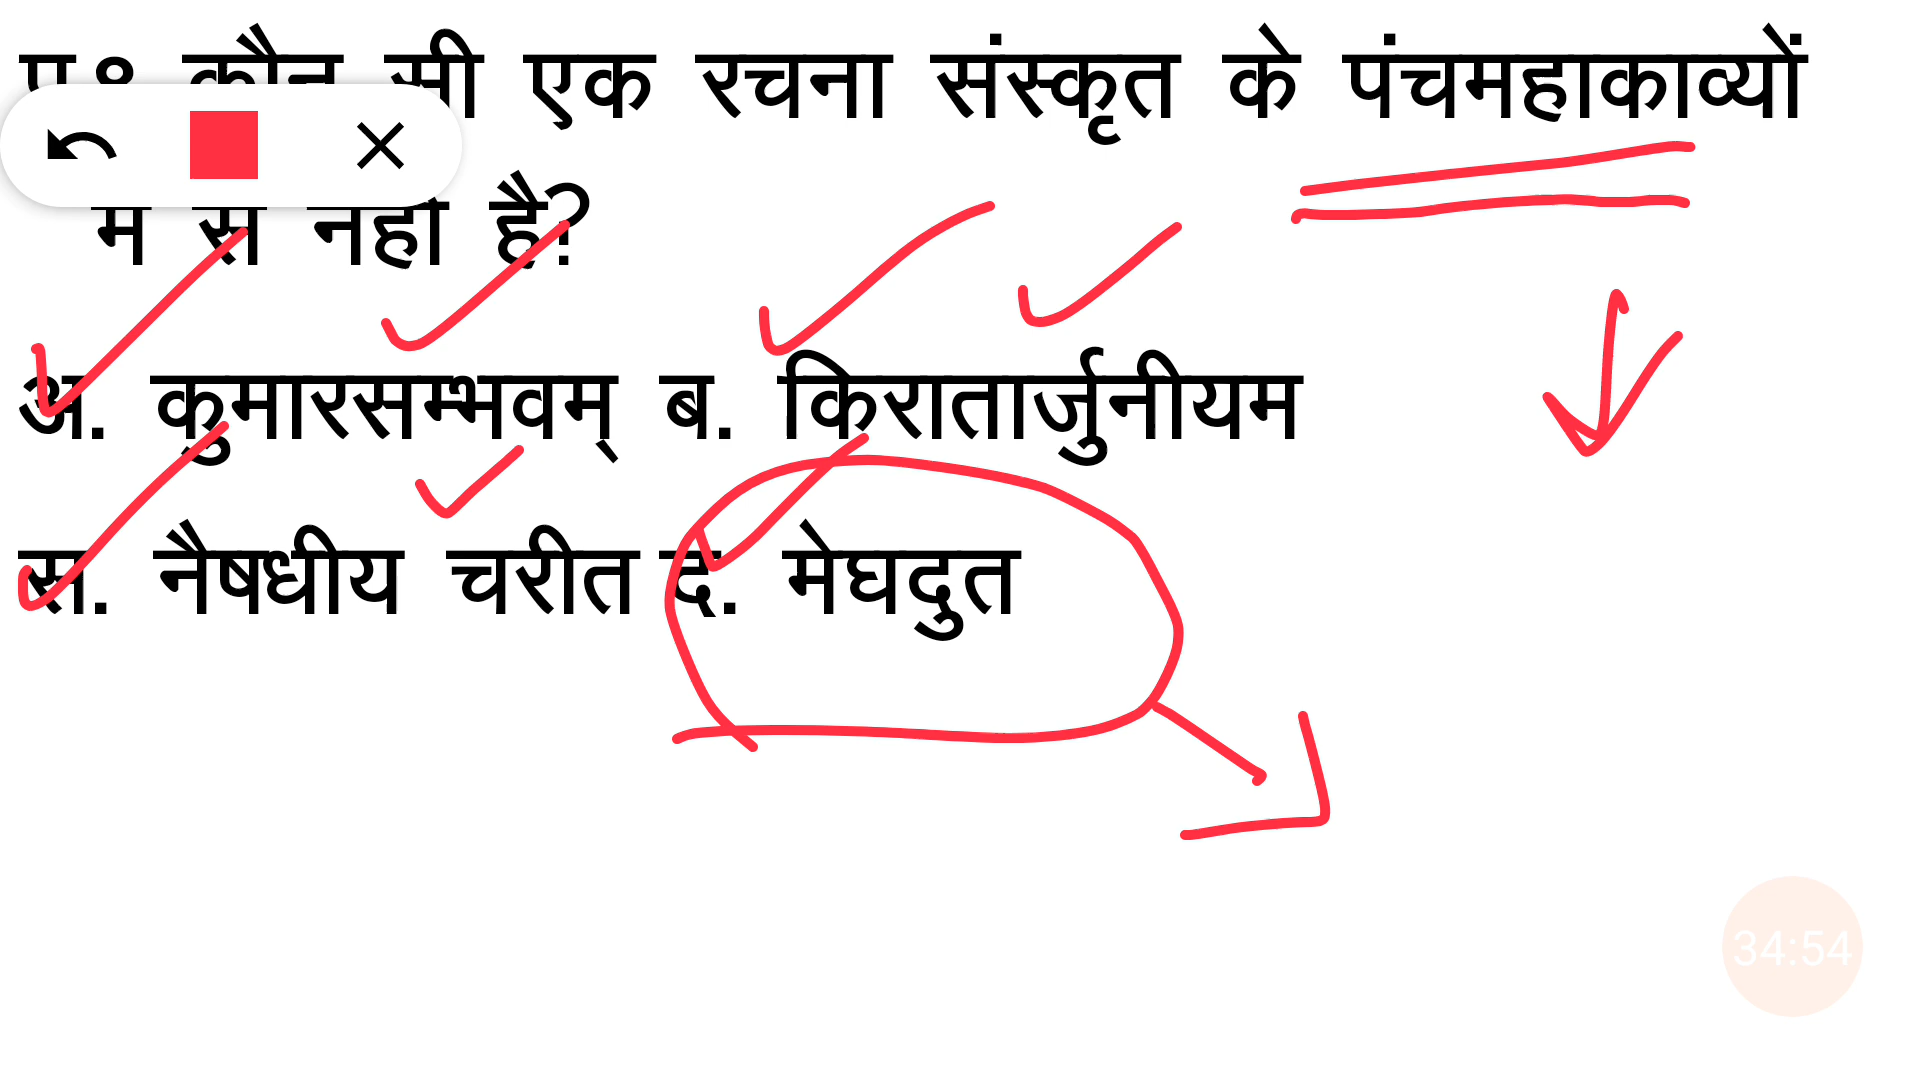 कौन सी एक रचना संस्कृत के पंचमहाकाव्यों
में से नहीं है?
अ. कुमारसम्भवम् ब. किरातार्जुनीयम
स. नैषधीय चरीत द. मेघदुत
34:54